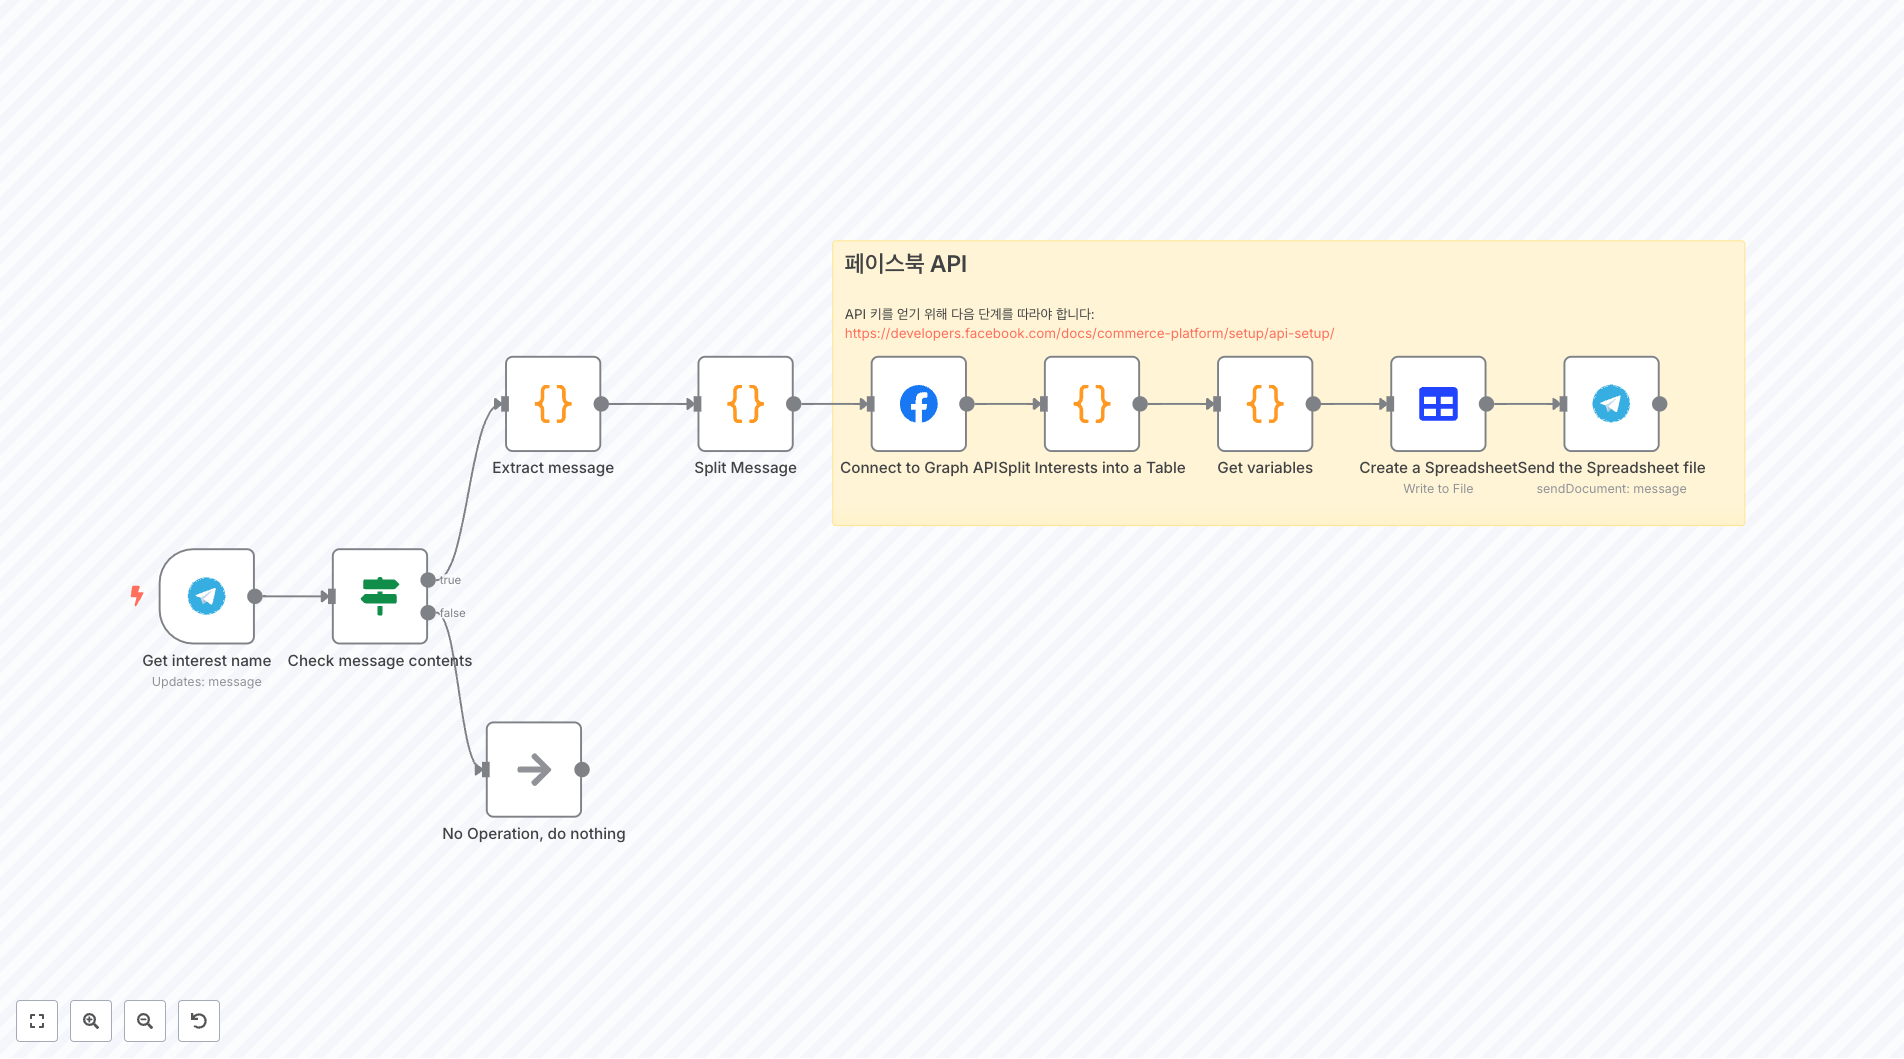 페이스북 API
API 키를 얻기 위해 다음 단계를 따라야 합니다:
https://developers.facebook.com/docs/commerce-platform/setup/api-setup/
Extract message
Split Message
Connect to Graph API
Split Interests into a Table
Get variables
Create a Spreadsheet
Write to File
Send the Spreadsheet file
sendDocument: message
true
false
Get interest name
Updates: message
Check message contents
No Operation, do nothing